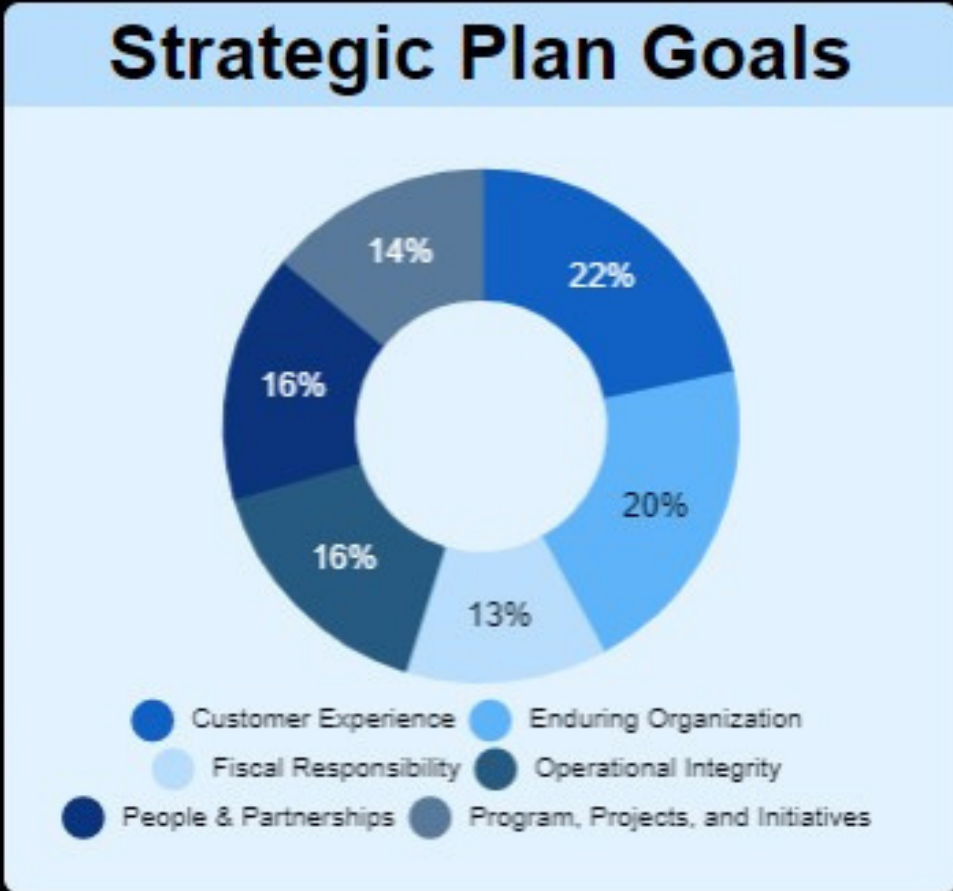 Strategic Plan Goals
14%
22%
16%
20%
16%
13%
Customer Experience Enduring Organization
Fiscal Responsibility Operational Integrity
People & Partnerships Program, Projects, and Initiatives